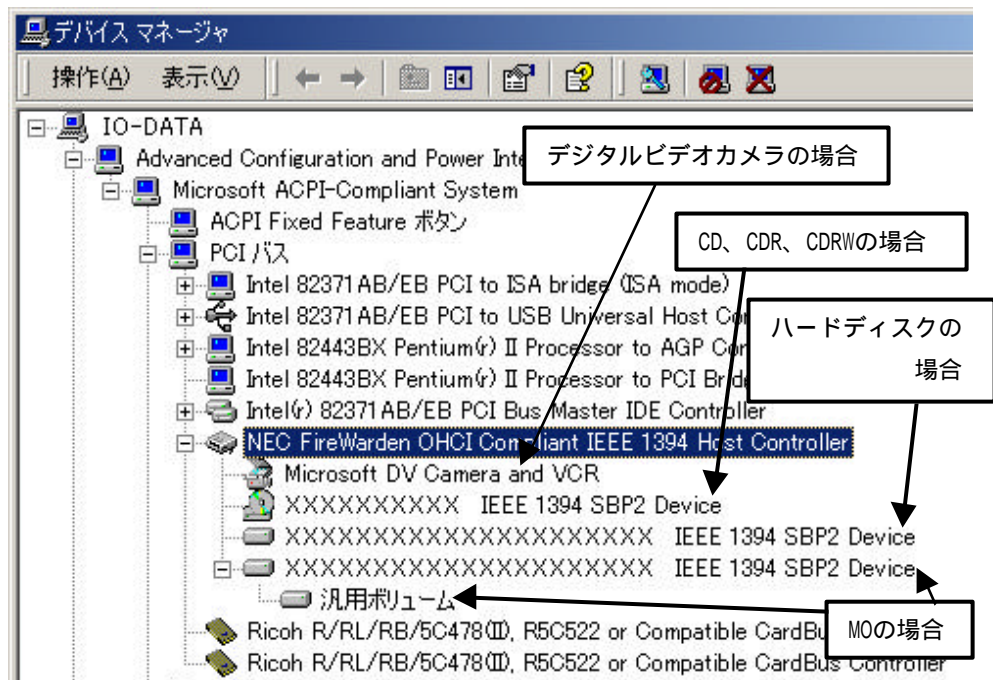 デバイス マネージャ
操作(A) 表示(V)
IO-DATA
Advanced Configuration and Power Inte
デジタルビデオカメラの場合
Microsoft ACPI-Compliant System
ACPI Fixed Feature ボタン
CD、CDR、CDRWの場合
PCI バス
Intel 82371AB/EB PCI to ISA bridge (ISA mode)
Intel 82371AB/EB PCI to USB Universal Host Con
ハードディスクの
場合
Intel 82443BX Pentium(r) II Processor to AGP Con
Intel 82443BX Pentium(r) II Processor to PCI Bridge
Intel(r) 82371AB/EB PCI Bus Master IDE Controller
NEC FireWarden OHCI Compliant IEEE 1394 Host Controller
Microsoft DV Camera and VCR
XXXXXXXXXX IEEE 1394 SBP2 Device
XXXXXXXXXXXXXXXXXXXXX IEEE 1394 SBP2 Device
XXXXXXXXXXXXXXXXXXXXX IEEE 1394 SBP2 Device
汎用ボリューム
MOの場合
Ricoh R/RL/RB/5C478(II), R5C522 or Compatible CardBu
Ricoh R/RL/RB/5C478(II), R5C522 or Compatible CardBus Controller